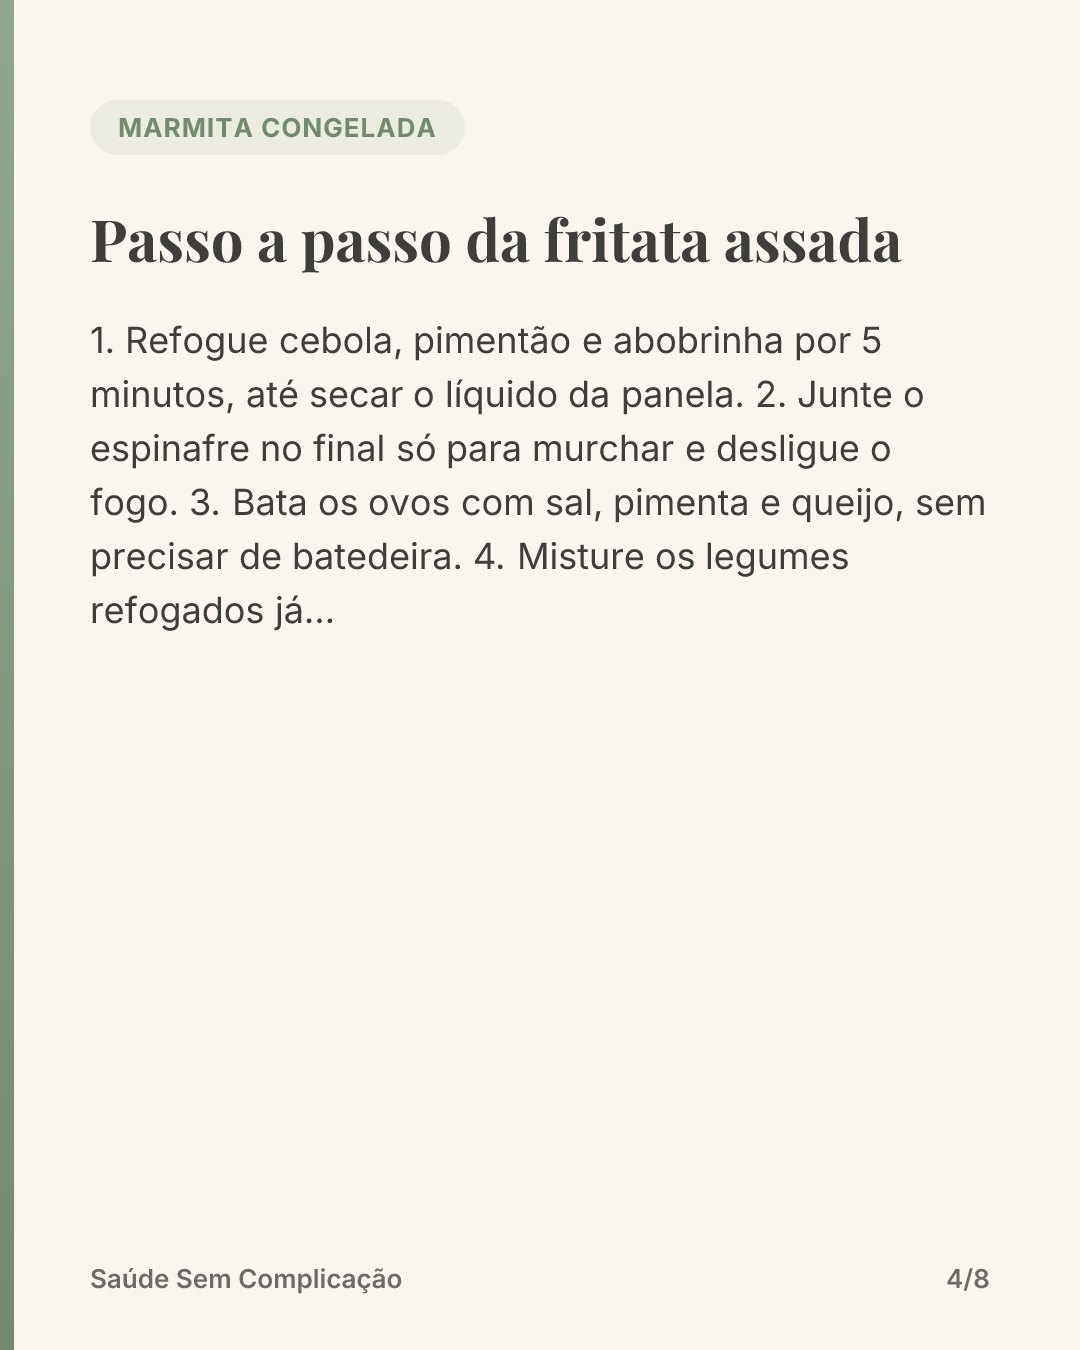 MARMITA CONGELADA
Passo a passo da fritata assada
1. Refogue cebola, pimentão e abobrinha por 5
minutos, até secar o líquido da panela. 2. Junte o
espinafre no final só para murchar e desligue o
fogo. 3. Bata os ovos com sal, pimenta e queijo, sem
precisar de batedeira. 4. Misture os legumes
refogados já...
Saúde Sem Complicação
4/8